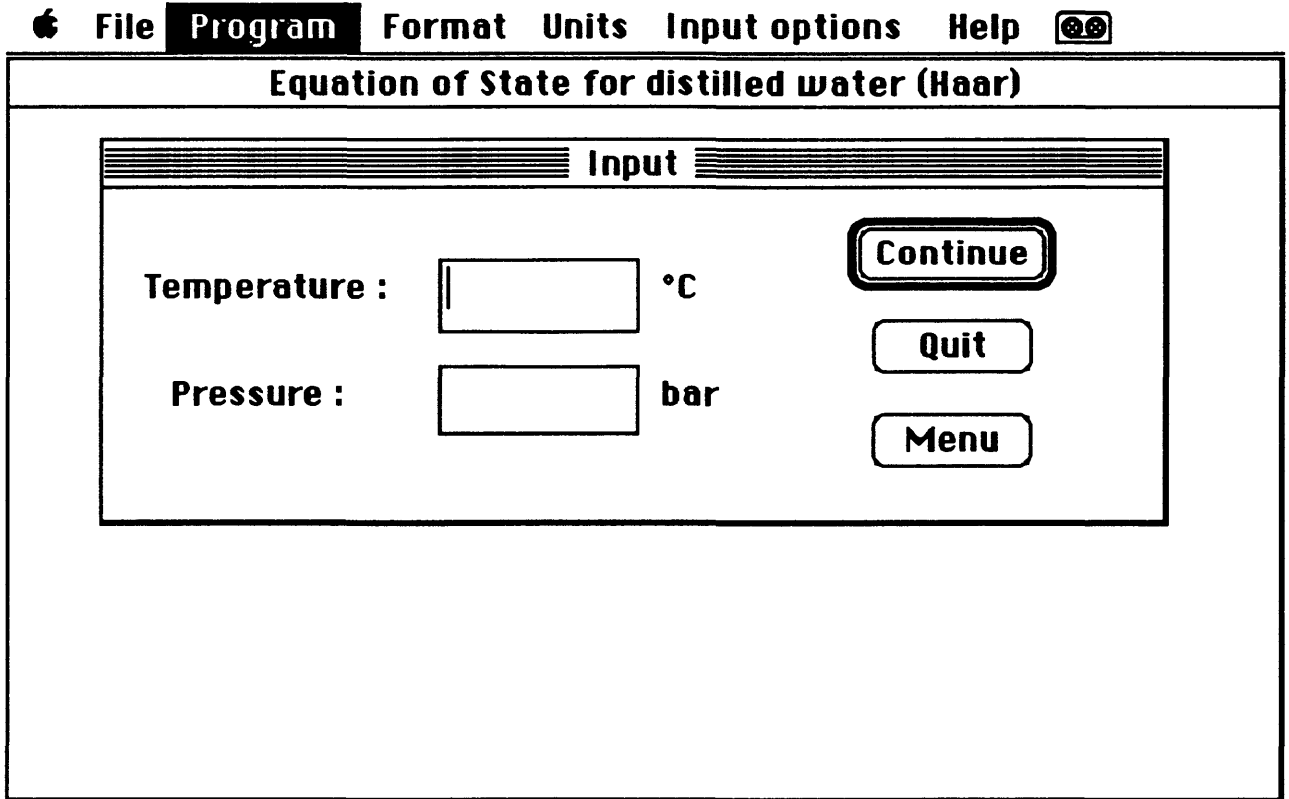 File Program Format Units Input options Help
Equation of State for distilled water (Haar)
Input
Temperature : °C
Continue
Quit
Pressure : bar
Menu